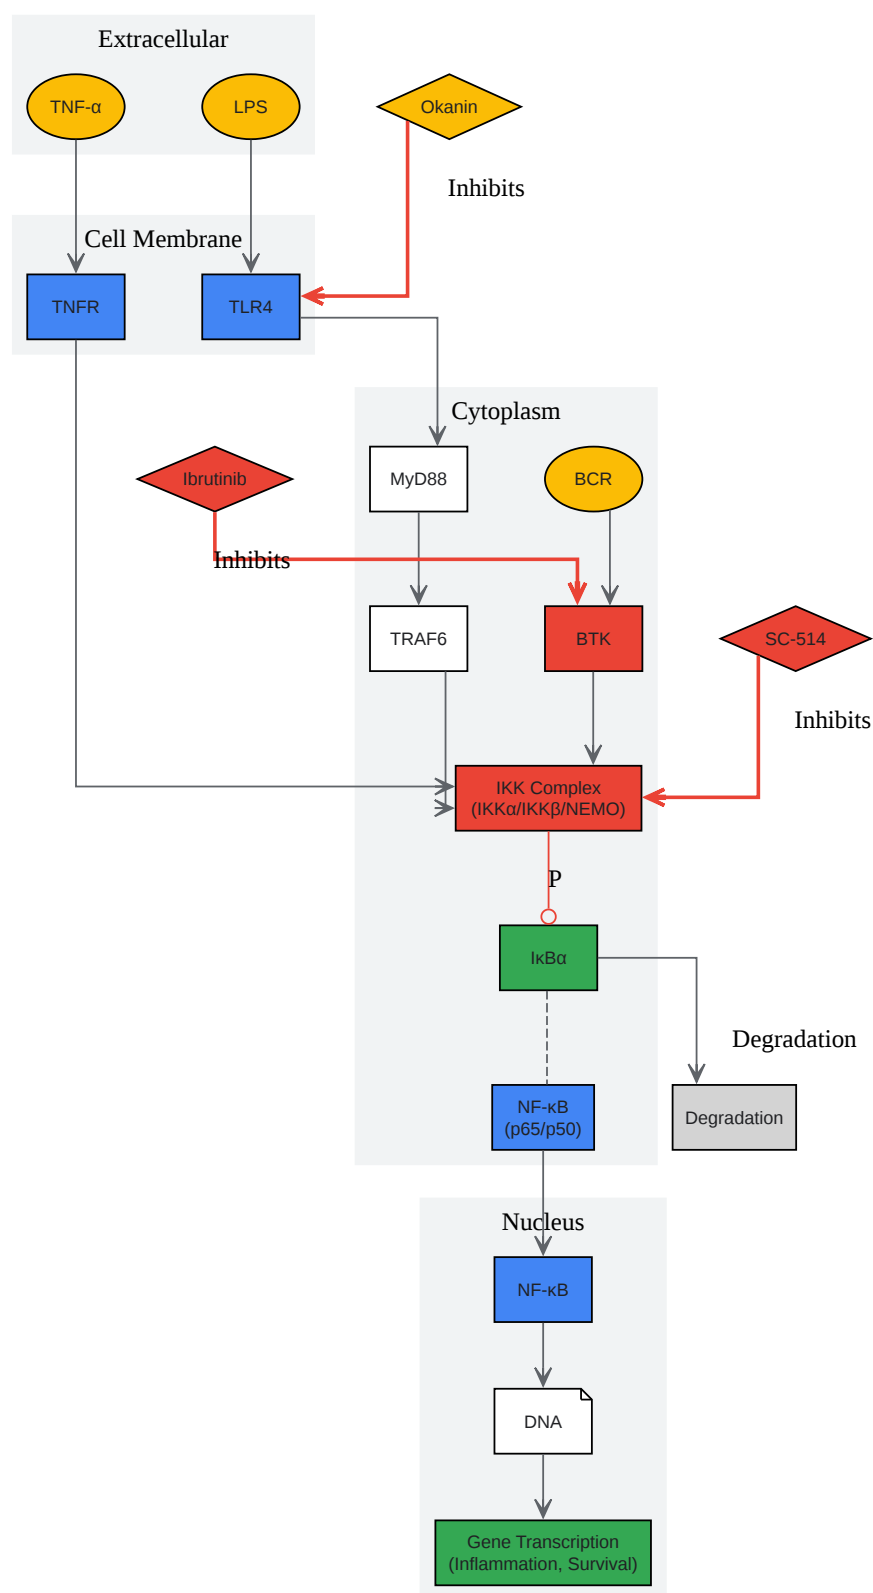 Extracellular
TNF-α
LPS
Okanin
Inhibits
Cell Membrane
TNFR
TLR4
Cytoplasm
Ibrutinib
MyD88
BCR
Inhibits
TRAF6
BTK
SC-514
Inhibits
IKK Complex
(IKKα/IKKβ/NEMO)
P
IκBα
Degradation
NF-κB
(p65/p50)
Degradation
Nucleus
NF-κB
DNA
Gene Transcription
(Inflammation, Survival)